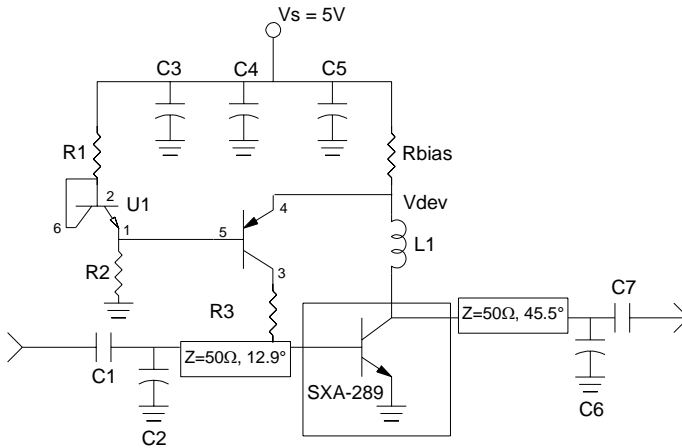 Vs = 5V
C3
C4
C5
R1
Rbias
2
U1
4
Vdev
6
1
5
L1
R2
3
C7
R3
Z=50Ω, 45.5°
Z=50Ω, 12.9°
C1
SXA-289
C2
C6